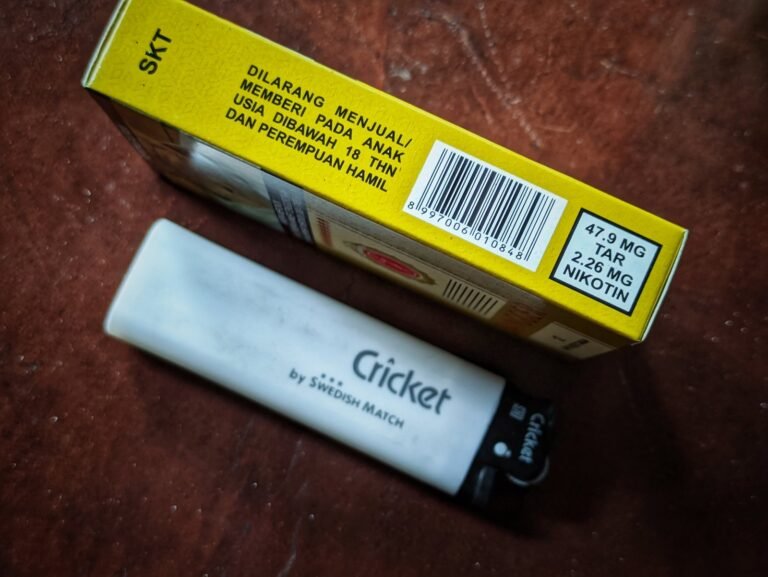 SKT
DILARANG MENJUAL/
MEMBERI PADA ANAK
USIA DIBAWAH 18 THN
DAN PEREMPUAN HAMIL
8 997006 010848
47.9 MG
TAR
2.26 MG
NIKOTIN
Cricket
by SWEDISH MATCH
Cricket